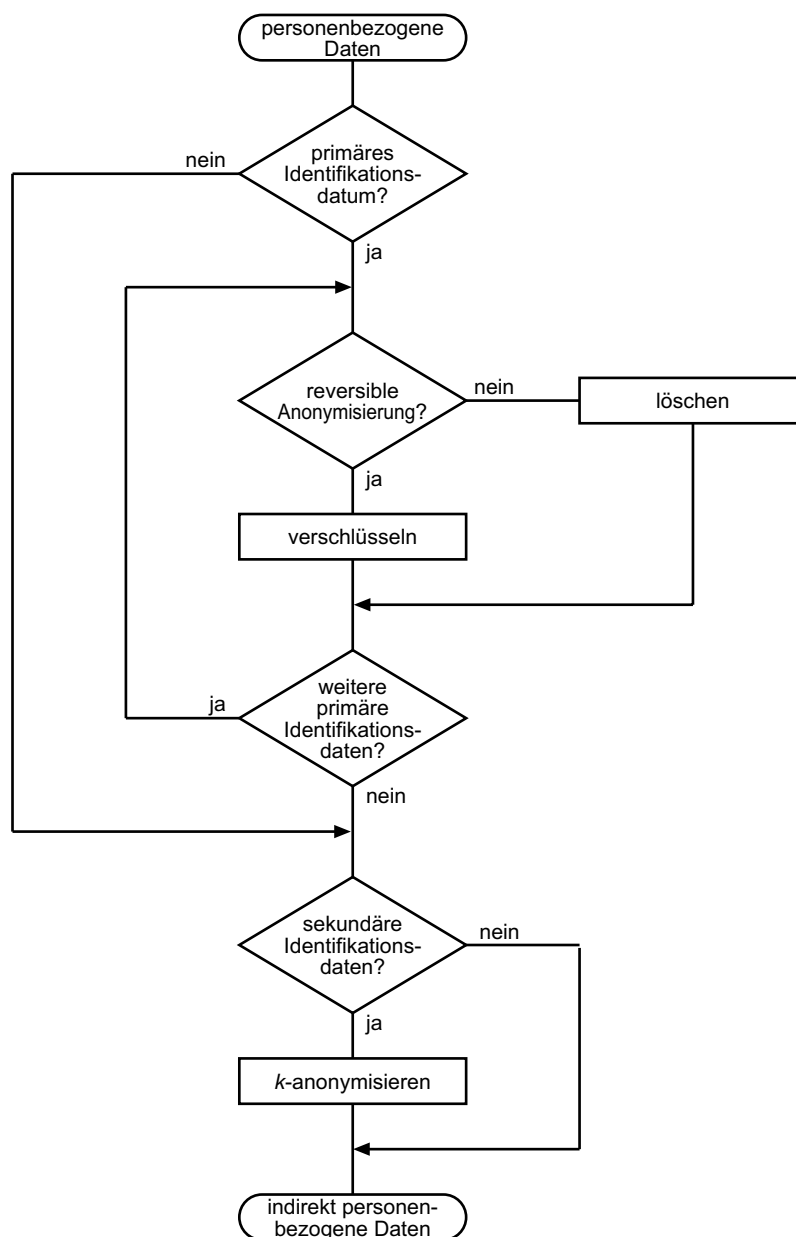 personenbezogene
Daten
nein
primäres
Identifikations-
datum?
ja
reversible
Anonymisierung?
nein
löschen
ja
verschlüsseln
ja
weitere
primäre
Identifikations-
daten?
nein
sekundäre
Identifikations-
daten?
nein
ja
k-anonymisieren
indirekt personen-
bezogene Daten